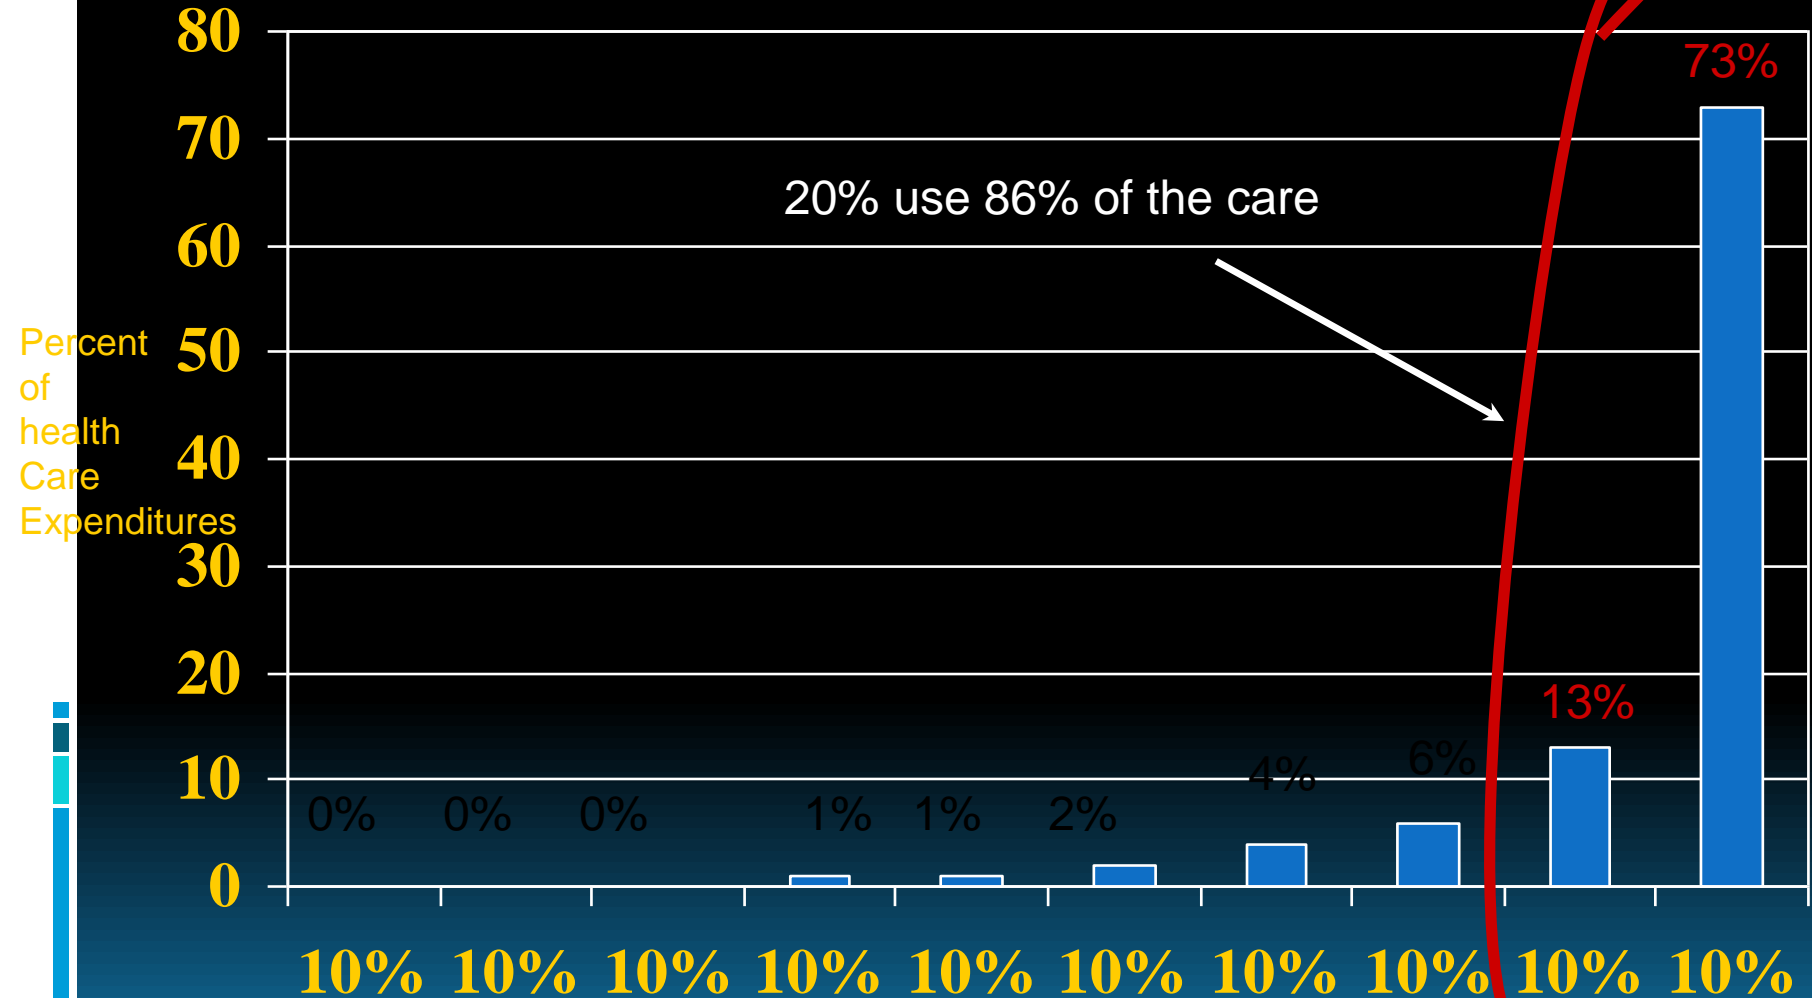 80
73%
70
20% use 86% of the care
60
50
Percent
of
health
Care
Expenditures
40
30
20
13%
10
0% 0% 0% 1% 1% 2% 4% 6%
0
10% 10% 10% 10% 10% 10% 10% 10% 10% 10%